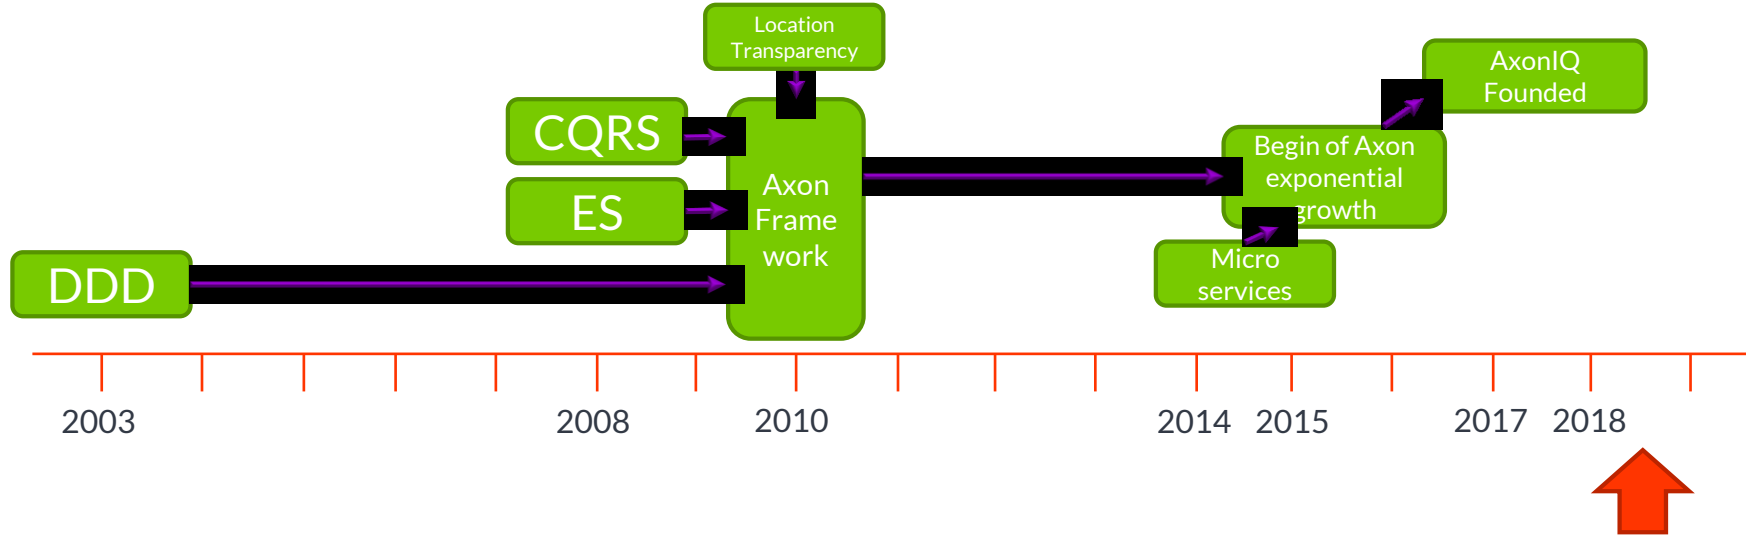 Location
Transparency
AxonIQ
Founded
CQRS
Begin of Axon
exponential
growth
Axon
Frame
work
ES
DDD
Micro
services
2003
2008
2010
2014
2015
2017
2018